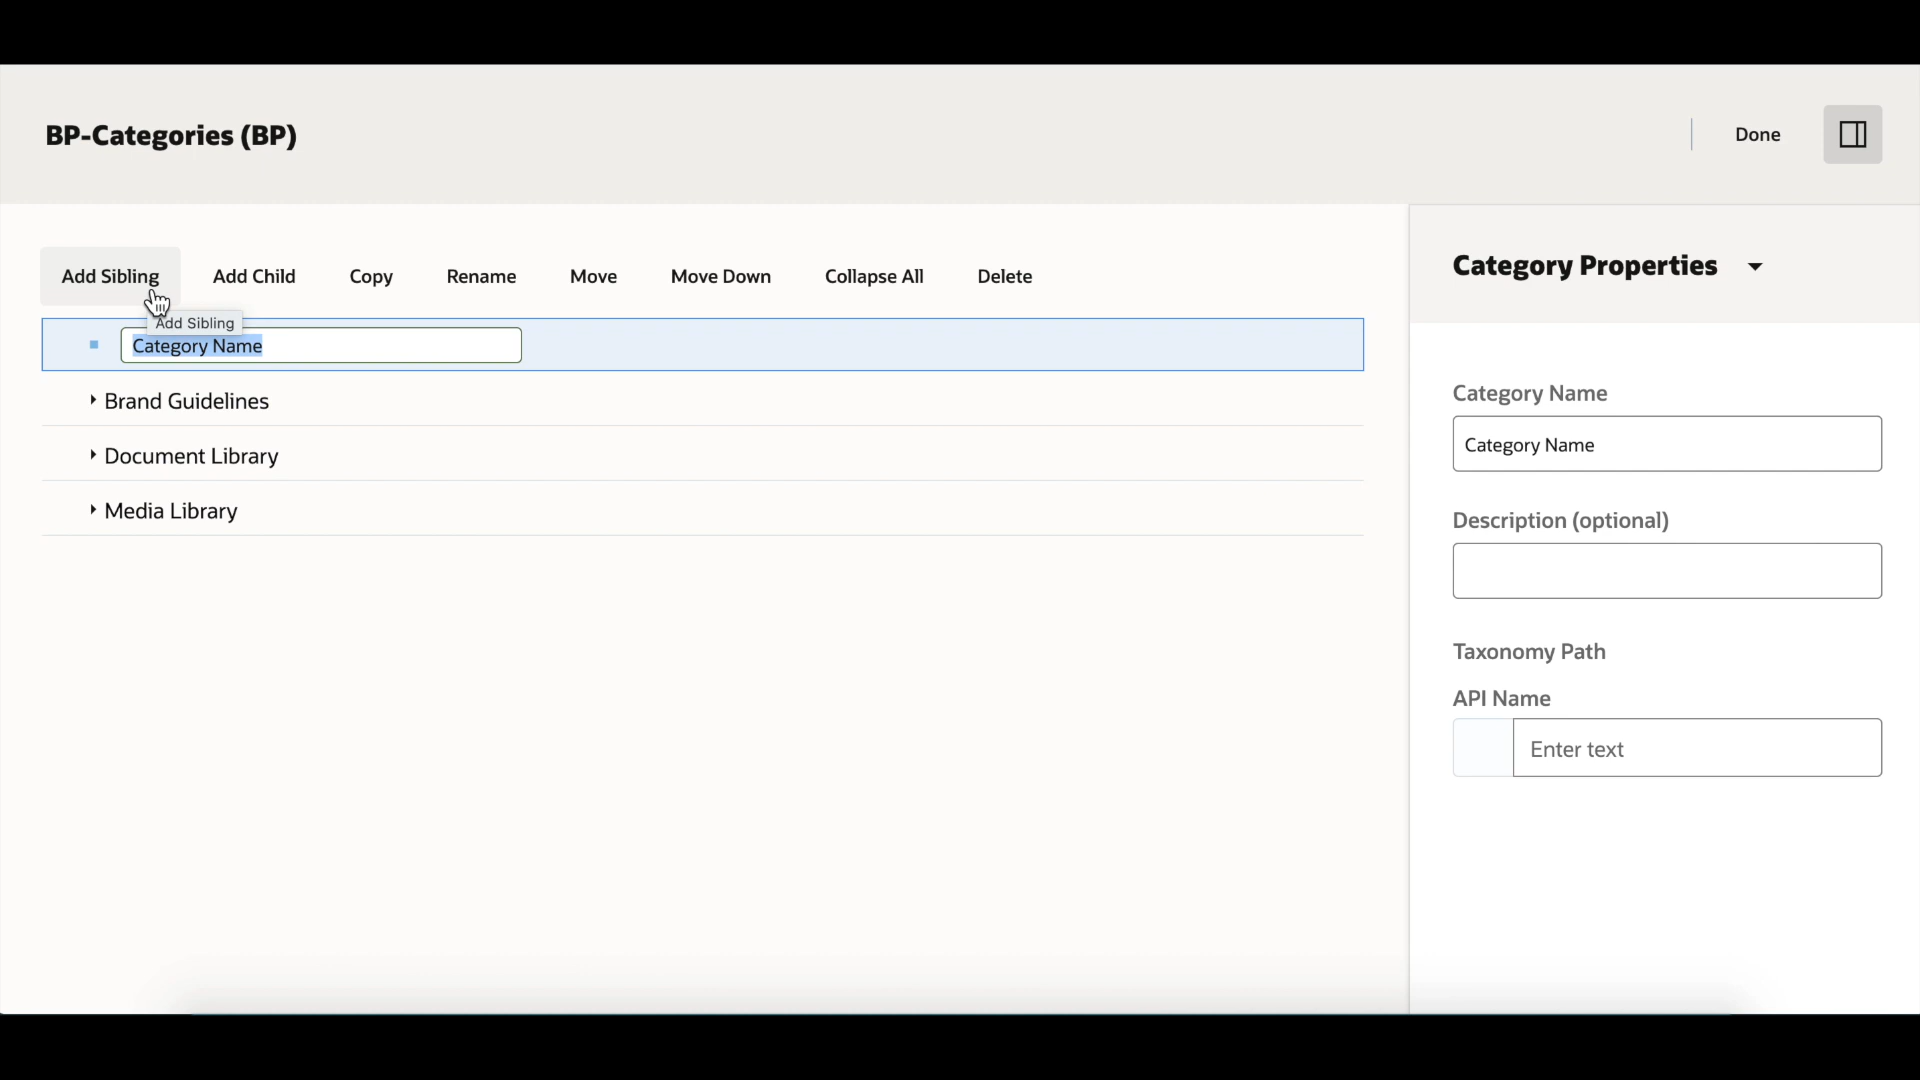 BP-Categories (BP)
Done
Add Sibling Add Child Copy Rename Move Move Down Collapse All Delete
Add Sibling
Category Name
Brand Guidelines
Document Library
Media Library
Category Properties
Category Name
Category Name
Description (optional)
Taxonomy Path
API Name
Enter text